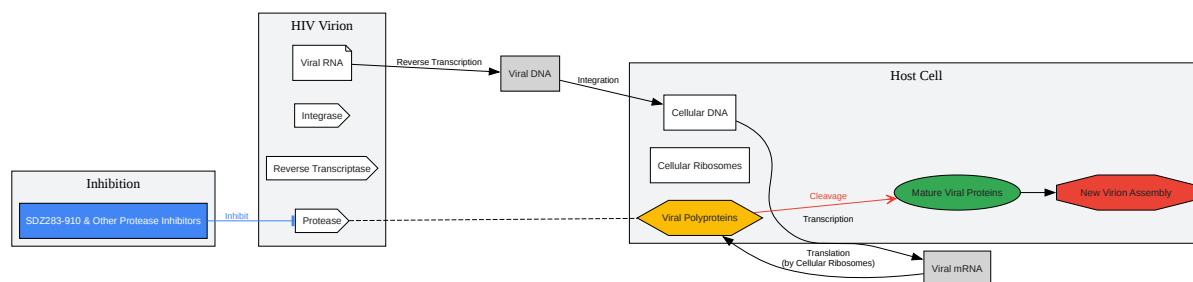 HIV Virion
Viral RNA
Reverse Transcription
Viral DNA
Integration
Host Cell
Integrase
Cellular DNA
Reverse Transcriptase
Cellular Ribosomes
Inhibition
SDZ283-910 & Other Protease Inhibitors
Inhibit
Protease
Viral Polyproteins
Cleavage
Transcription
Mature Viral Proteins
New Virion Assembly
Translation
(by Cellular Ribosomes)
Viral mRNA